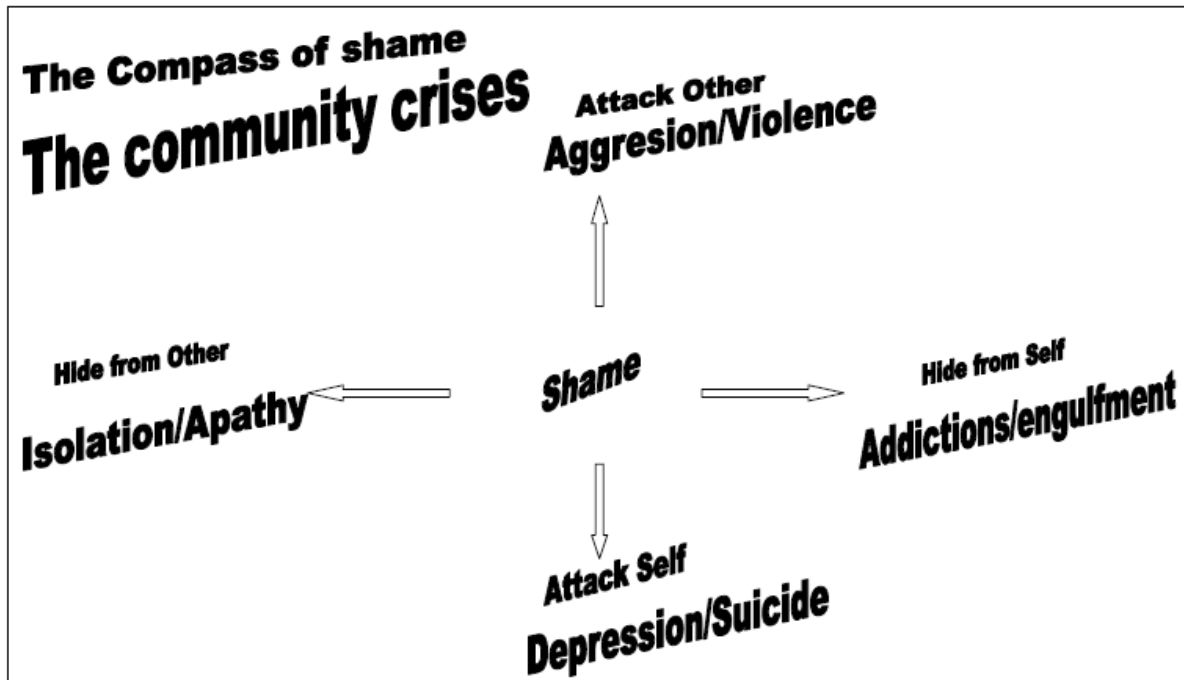 The Compass of shame
The community crises
Attack Other
Aggresion/Violence
Hide from Other
Isolation/Apathy
Shame
Hide from Self
Addictions/engulfment
Attack Self
Depression/Suicide